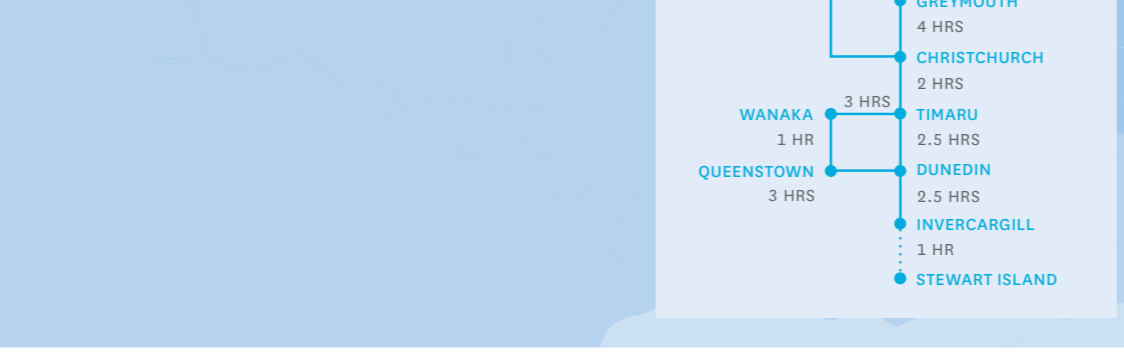 GREYMOUTH
4 HRS
CHRISTCHURCH
2 HRS
3 HRS
WANAKA
TIMARU
1 HR
2.5 HRS
QUEENSTOWN
DUNEDIN
3 HRS
2.5 HRS
INVERCARGILL
1 HR
STEWART ISLAND